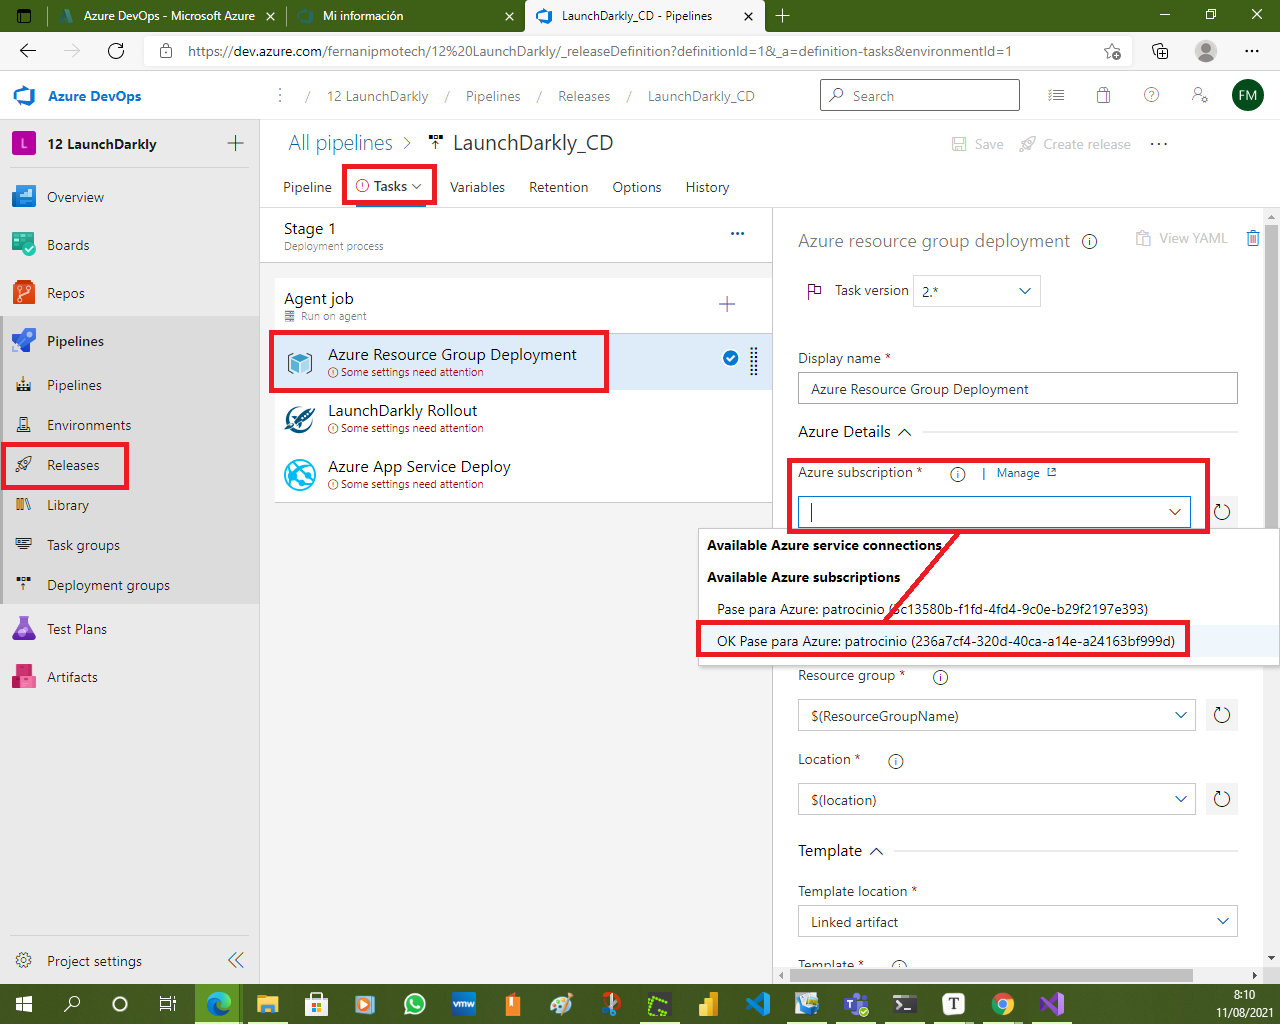 Azure DevOps - Microsoft Azure
Mi información
LaunchDarkly_CD - Pipelines
https://dev.azure.com/fernanipmotech/12%20LaunchDarkly/_releaseDefinition?definitionId=1&_a=definition-tasks&environmentId=1
Azure DevOps
/ 12 LaunchDarkly / Pipelines / Releases / LaunchDarkly_CD
Search
FM
L
12 LaunchDarkly
Overview
Boards
Repos
Pipelines
Pipelines
Environments
Releases
Library
Task groups
Deployment groups
Test Plans
Artifacts
Project settings
All pipelines > LaunchDarkly_CD
Save
Create release
Pipeline
Tasks
Variables
Retention
Options
History
Stage 1
Deployment process
Agent job
Run on agent
Azure Resource Group Deployment
Some settings need attention
LaunchDarkly Rollout
Some settings need attention
Azure App Service Deploy
Some settings need attention
Azure resource group deployment
View YAML
Task version
2.*
Display name *
Azure Resource Group Deployment
Azure Details
Azure subscription *
| Manage
Available Azure service connections
Available Azure subscriptions
Pase para Azure: patrocinio (3c13580b-f1fd-4fd4-9c0e-b29f2197e393)
OK Pase para Azure: patrocinio (236a7cf4-320d-40ca-a14e-a24163bf999d)
Resource group *
$(ResourceGroupName)
Location *
$(location)
Template
Template location *
Linked artifact
Template *
vmw
T
8:10
11/08/2021